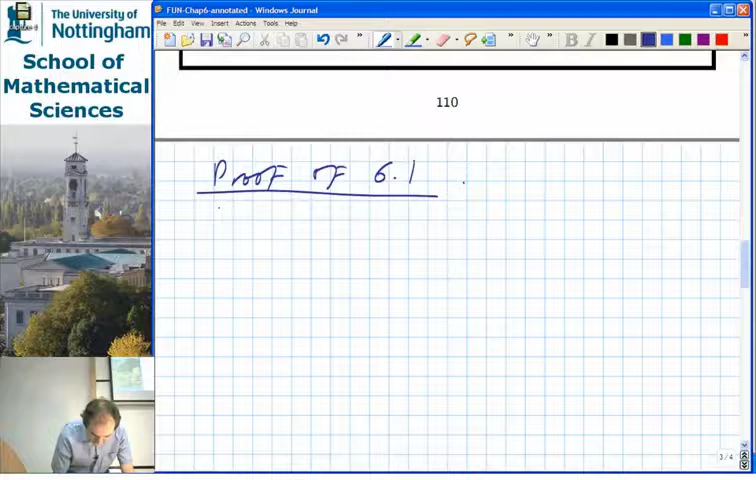 FUN-Chap6-annotated - Windows Journal
The University of
Nottingham
File Edit View Insert Actions Tools Help
School of
Mathematical
Sciences
110
Proof of 6.1
3 / 4